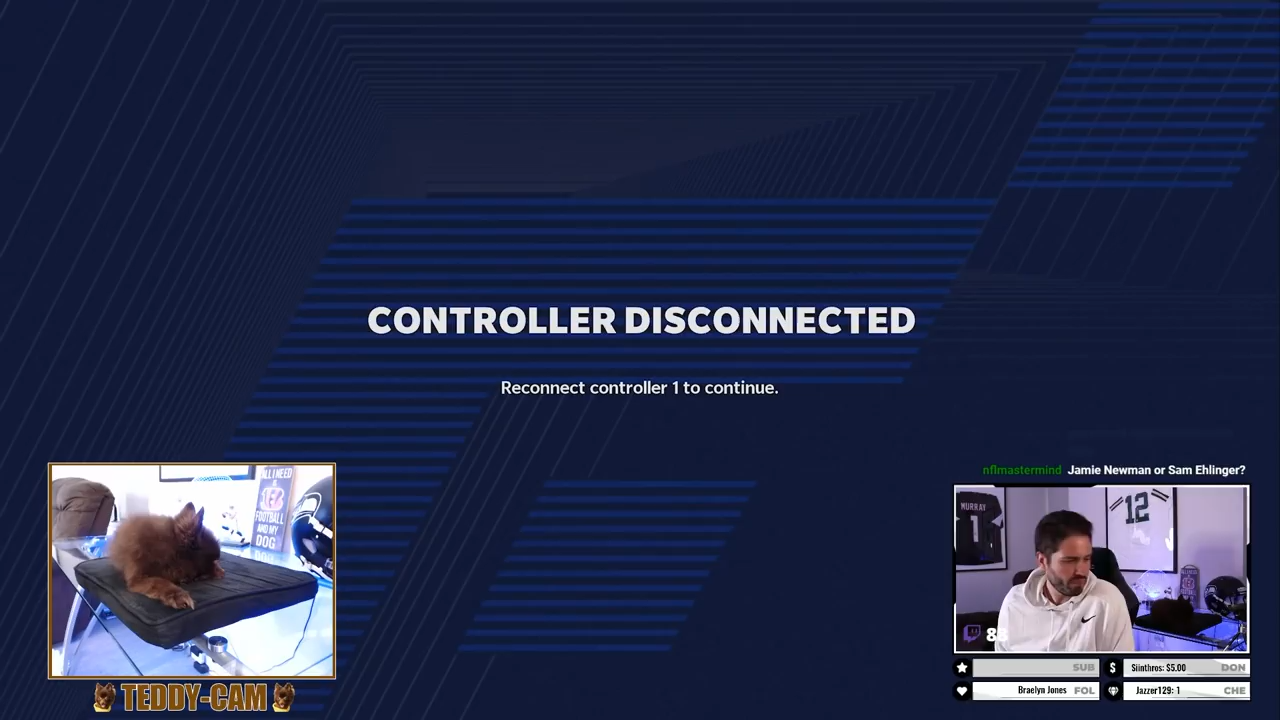 CONTROLLER DISCONNECTED
Reconnect controller 1 to continue.
ALL I NEED
FOOTBALL
AND MY
DOG
TEDDY-CAM
nflmastermind Jamie Newman or Sam Ehlinger?
MURRAY
1
12
SUB
$ Siinthros: $5.00 DON
Braelyn Jones FOL
Jazzer129: 1 CHE